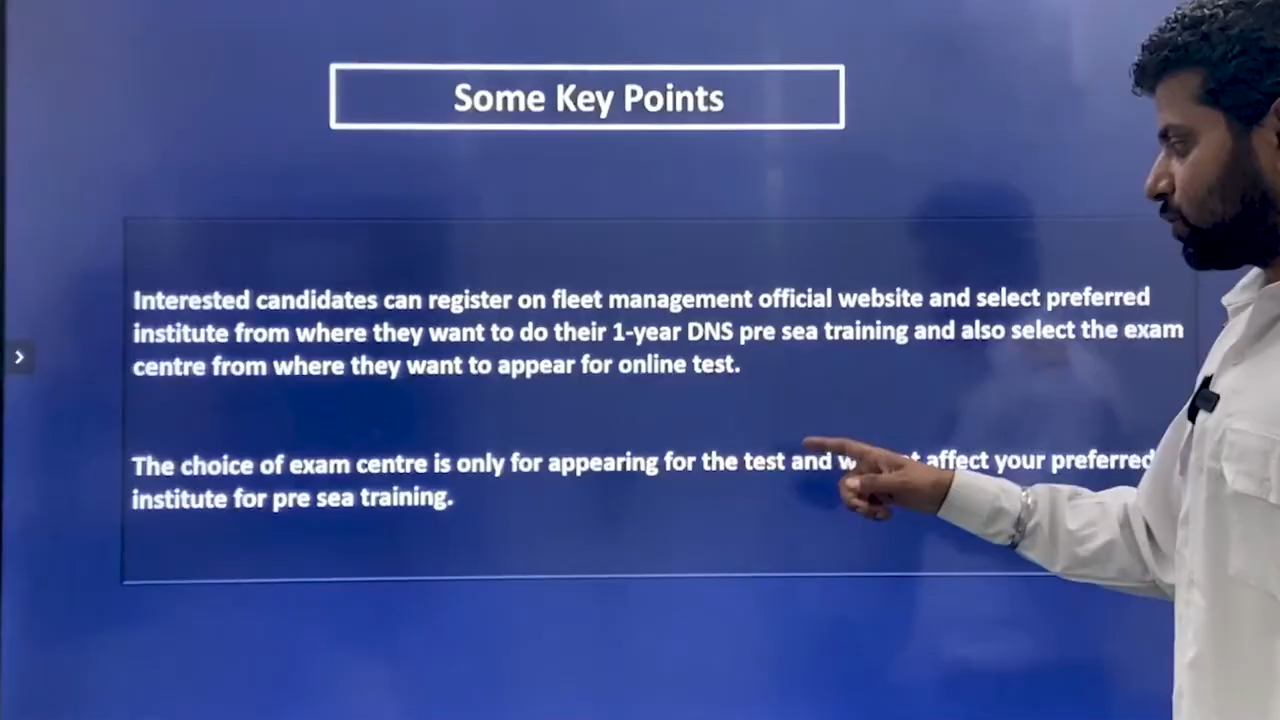 Some Key Points
Interested candidates can register on fleet management official website and select preferred
institute from where they want to do their 1-year DNS pre sea training and also select the exam
centre from where they want to appear for online test.
The choice of exam centre is only for appearing for the test and affect your preferred
institute for pre sea training.